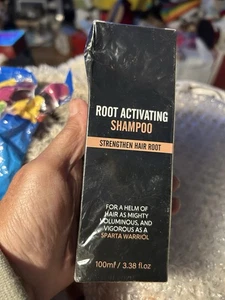 ROOT ACTIVATING
SHAMPOO
STRENGTHEN HAIR ROOT
FOR A HELM OF
HAIR AS MIGHTY
VOLUMINOUS, AND
VIGOROUS AS A
SPARTA WARRIOL
100mℓ / 3.38 fl.oz